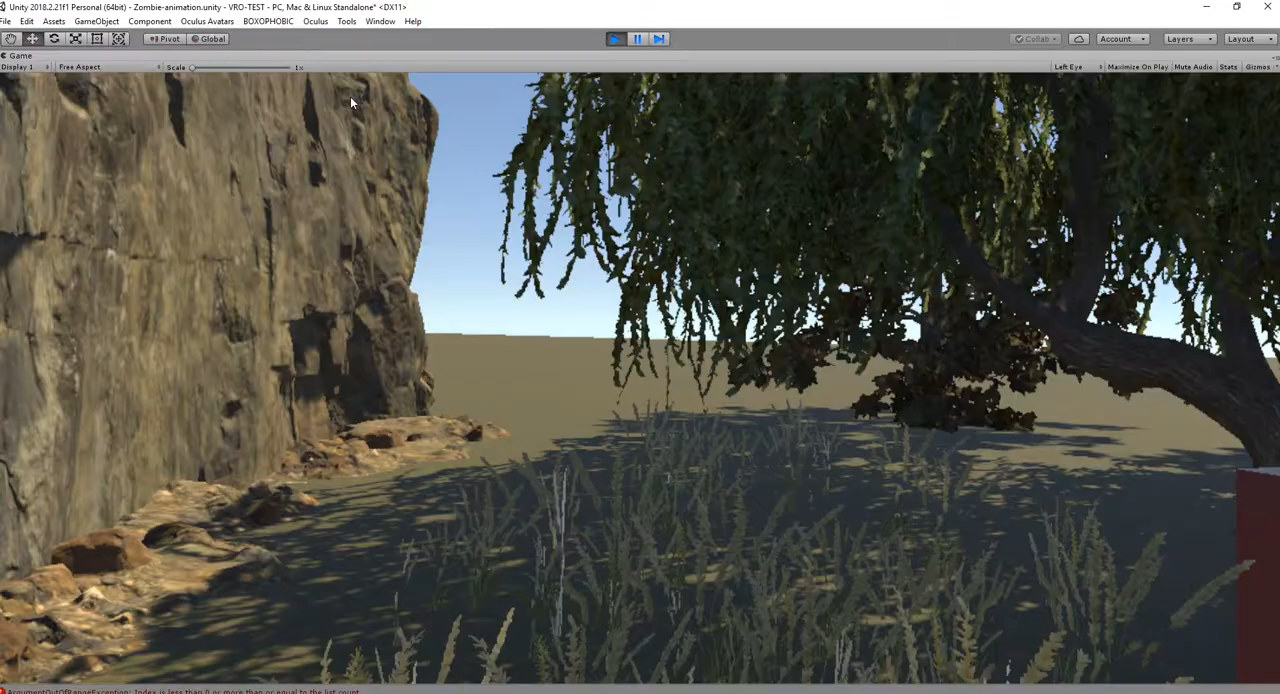 Unity 2018.2.21f1 Personal (64bit) - Zombie-animation.unity - VRO-TEST - PC, Mac & Linux Standalone* <DX11>
File Edit Assets GameObject Component Oculus Avatars BOXOPHOBIC Oculus Tools Window Help
Pivot Global Collab Account Layers Layout
Game
Display 1 Free Aspect Scale 1x Left Eye Maximize On Play Mute Audio Stats Gizmos
ArgumentOutOfRangeException: Index is less than 0 or more than or equal to the list count.